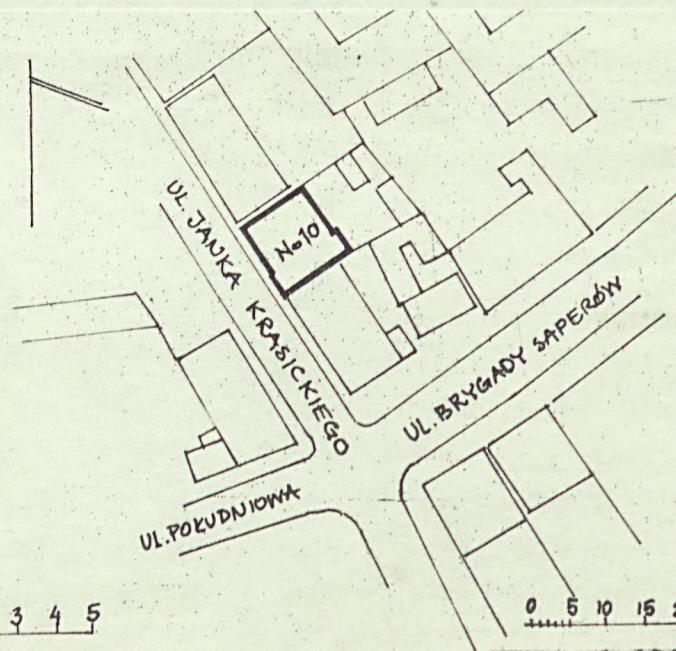 UL. JANKA KRASICKIEGO
No 10
UL. BRYGADY SAPERÓW
UL. POŁUDNIOWA
3 4 5
0 5 10 15